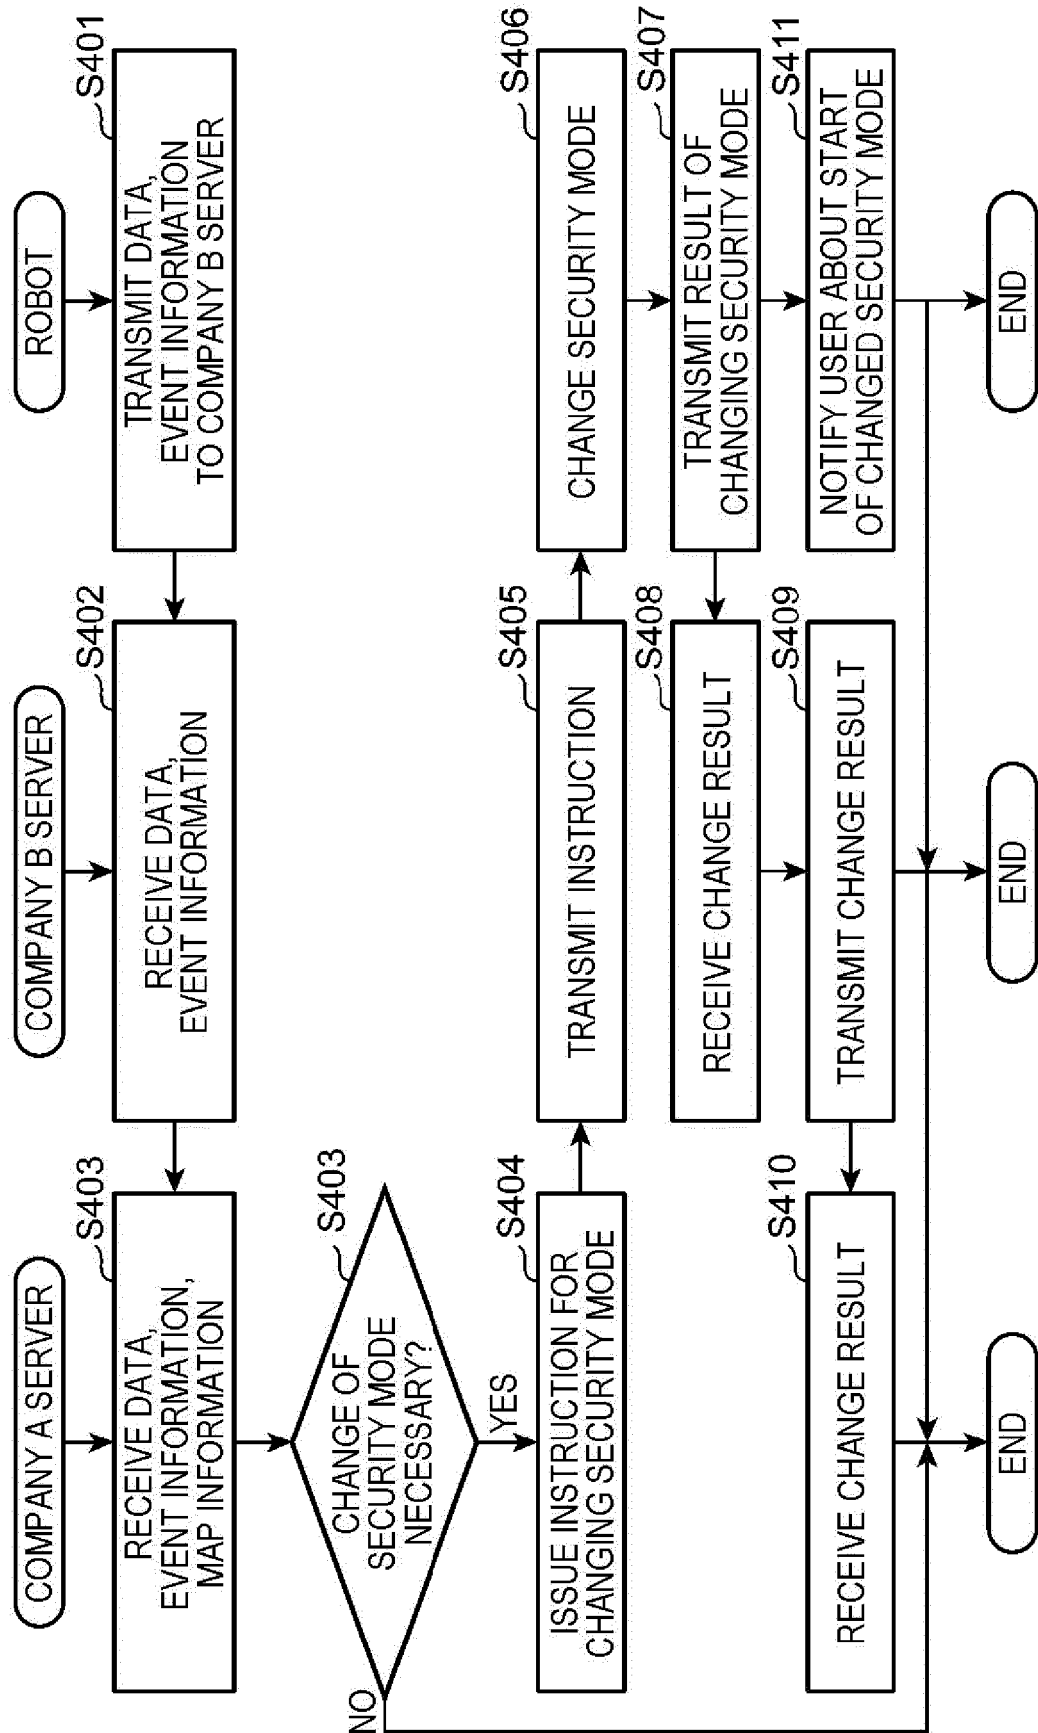 COMPANY A SERVER
COMPANY B SERVER
ROBOT
S401
TRANSMIT DATA,
EVENT INFORMATION
TO COMPANY B SERVER
S402
RECEIVE DATA,
EVENT INFORMATION
S403
RECEIVE DATA,
EVENT INFORMATION,
MAP INFORMATION
S403
CHANGE OF
SECURITY MODE
NECESSARY?
NO
YES
S404
ISSUE INSTRUCTION FOR
CHANGING SECURITY MODE
S405
TRANSMIT INSTRUCTION
S406
CHANGE SECURITY MODE
S407
TRANSMIT RESULT OF
CHANGING SECURITY MODE
S408
RECEIVE CHANGE RESULT
S409
TRANSMIT CHANGE RESULT
S410
RECEIVE CHANGE RESULT
S411
NOTIFY USER ABOUT START
OF CHANGED SECURITY MODE
END
END
END